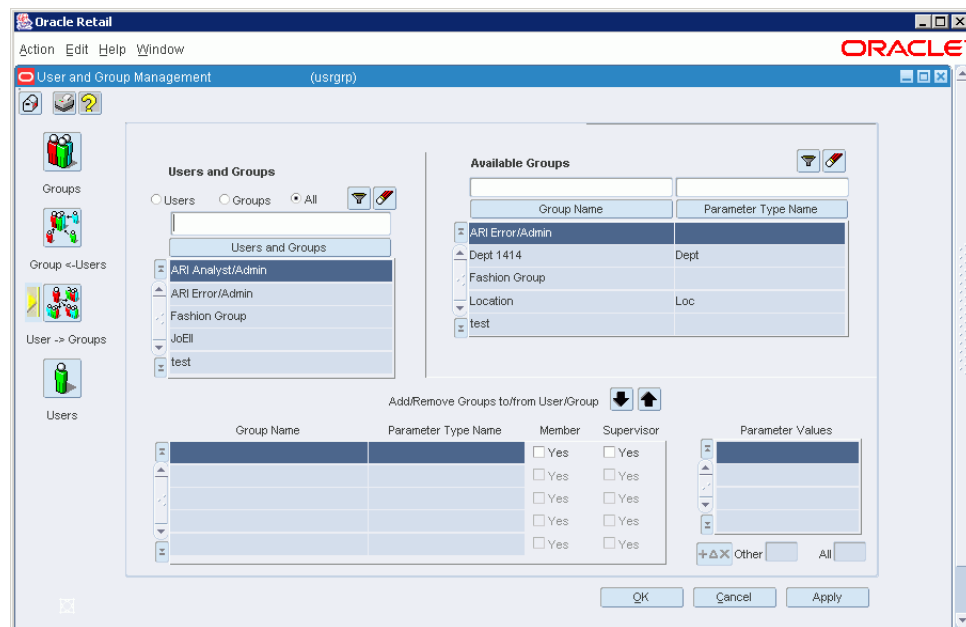 Oracle Retail
Action Edit Help Window
ORACLE
User and Group Management (usrgrp)
Groups
Group <-Users
User -> Groups
Users
Users and Groups
Users Groups All
Users and Groups
ARI Analyst/Admin
ARI Error/Admin
Fashion Group
JoEll
test
Available Groups
Group Name Parameter Type Name
ARI Error/Admin
Dept 1414 Dept
Fashion Group
Location Loc
test
Add/Remove Groups to/from User/Group
Group Name Parameter Type Name Member Supervisor
Yes Yes
Yes Yes
Yes Yes
Yes Yes
Yes Yes
Parameter Values
Other All
OK Cancel Apply